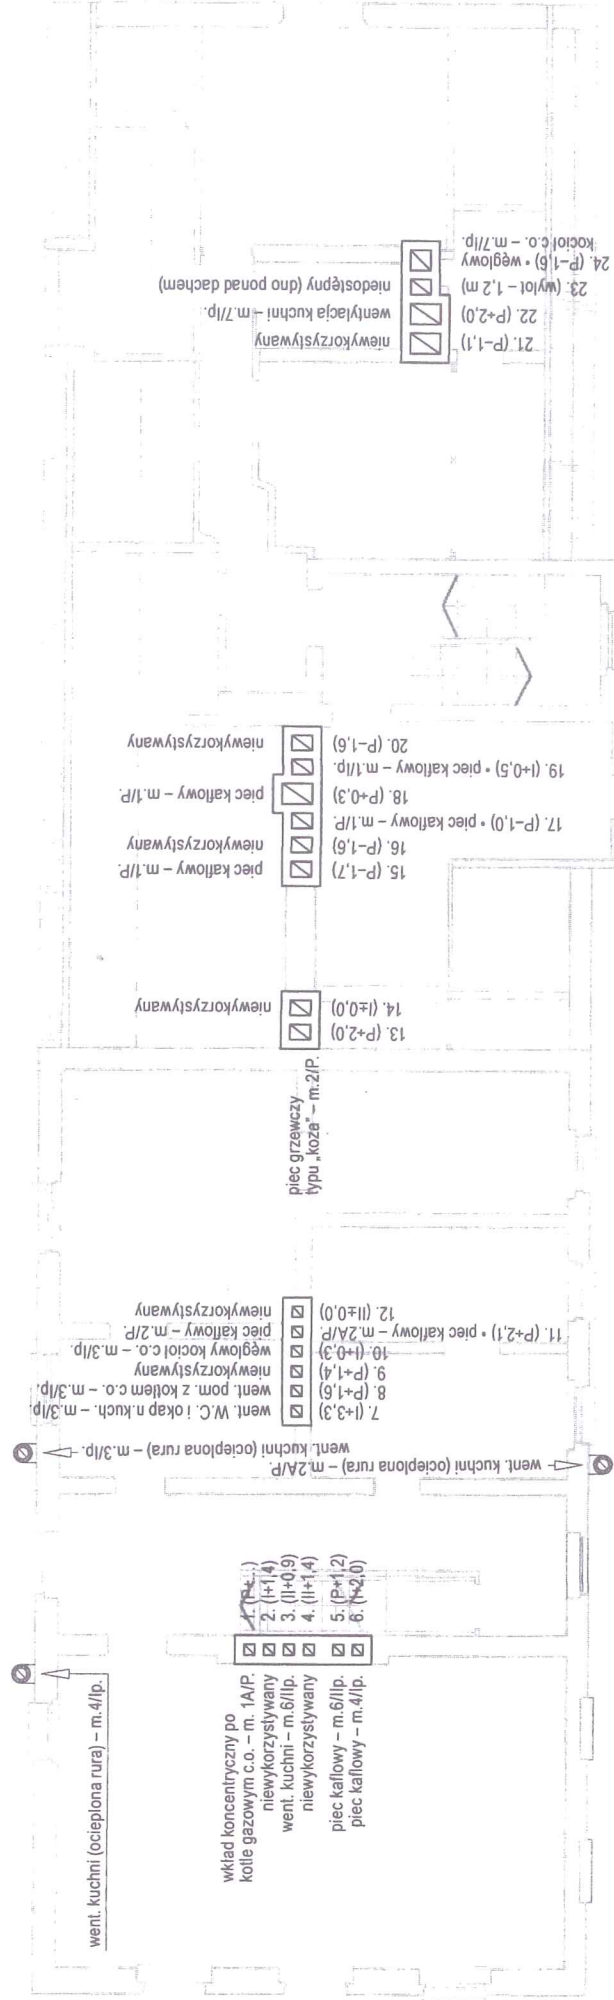 went. kuchni (ocieplona rura) – m.4/Ip.
wkład koncentryczny po
kotle gazowym c.o. – m. 1A/P.
niewykorzystywany
went. kuchni – m.6/IIp.
niewykorzystywany
piec kaflowy – m.6/IIp.
piec kaflowy – m.4/Ip.
2. (I+1,4)
3. (II+0,9)
4. (II+1,4)
5. (P+1,2)
6. (I+2,0)
went. kuchni (ocieplona rura) – m.3/Ip.
went. kuchni (ocieplona rura) – m.2A/P.
7. (I+3,3)
went. W.C. i okap n.kuch. – m.3/Ip.
8. (P+1,6)
went. pom. z kotłem c.o. – m.3/Ip.
9. (P+1,4)
niewykorzystywany
10. (I+0,3)
węglowy kocioł c.o. – m.3/Ip.
11. (P+2,1) • piec kaflowy – m.2A/P.
piec kaflowy – m.2/P.
12. (II±0,0)
niewykorzystywany
piec grzewczy
typu „koza” – m.2/P.
13. (P+2,0)
14. (I±0,0)
niewykorzystywany
15. (P–1,7)
piec kaflowy – m.1/P.
16. (P–1,6)
niewykorzystywany
17. (P–1,0) • piec kaflowy – m.1/P.
18. (P+0,3)
piec kaflowy – m.1/P.
19. (I+0,5) • piec kaflowy – m.1/Ip.
20. (P–1,6)
niewykorzystywany
21. (P–1,1)
niewykorzystywany
22. (P+2,0)
wentylacja kuchni – m.7/Ip.
23. (wylot – 1,2 m)
niedostępny (dno ponad dachem)
24. (P–1,6) • węglowy
kocioł c.o. – m.7/Ip.